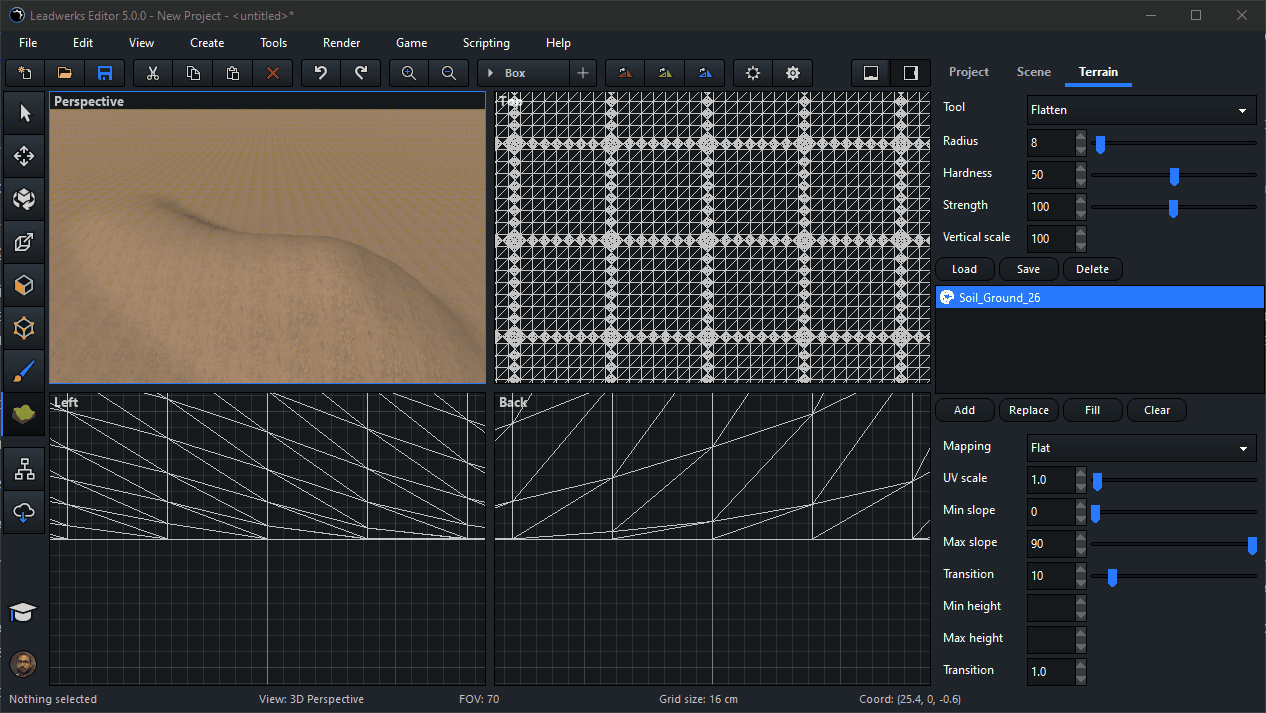 Leadwerks Editor 5.0.0 - New Project - <untitled>*
File Edit View Create Tools Render Game Scripting Help
Box
Project Scene Terrain
Perspective
Top
Left
Back
Tool Flatten
Radius 8
Hardness 50
Strength 100
Vertical scale 100
Load Save Delete
Soil_Ground_26
Add Replace Fill Clear
Mapping Flat
UV scale 1.0
Min slope 0
Max slope 90
Transition 10
Min height
Max height
Transition 1.0
Nothing selected View: 3D Perspective FOV: 70 Grid size: 16 cm Coord: (25.4, 0, -0.6)